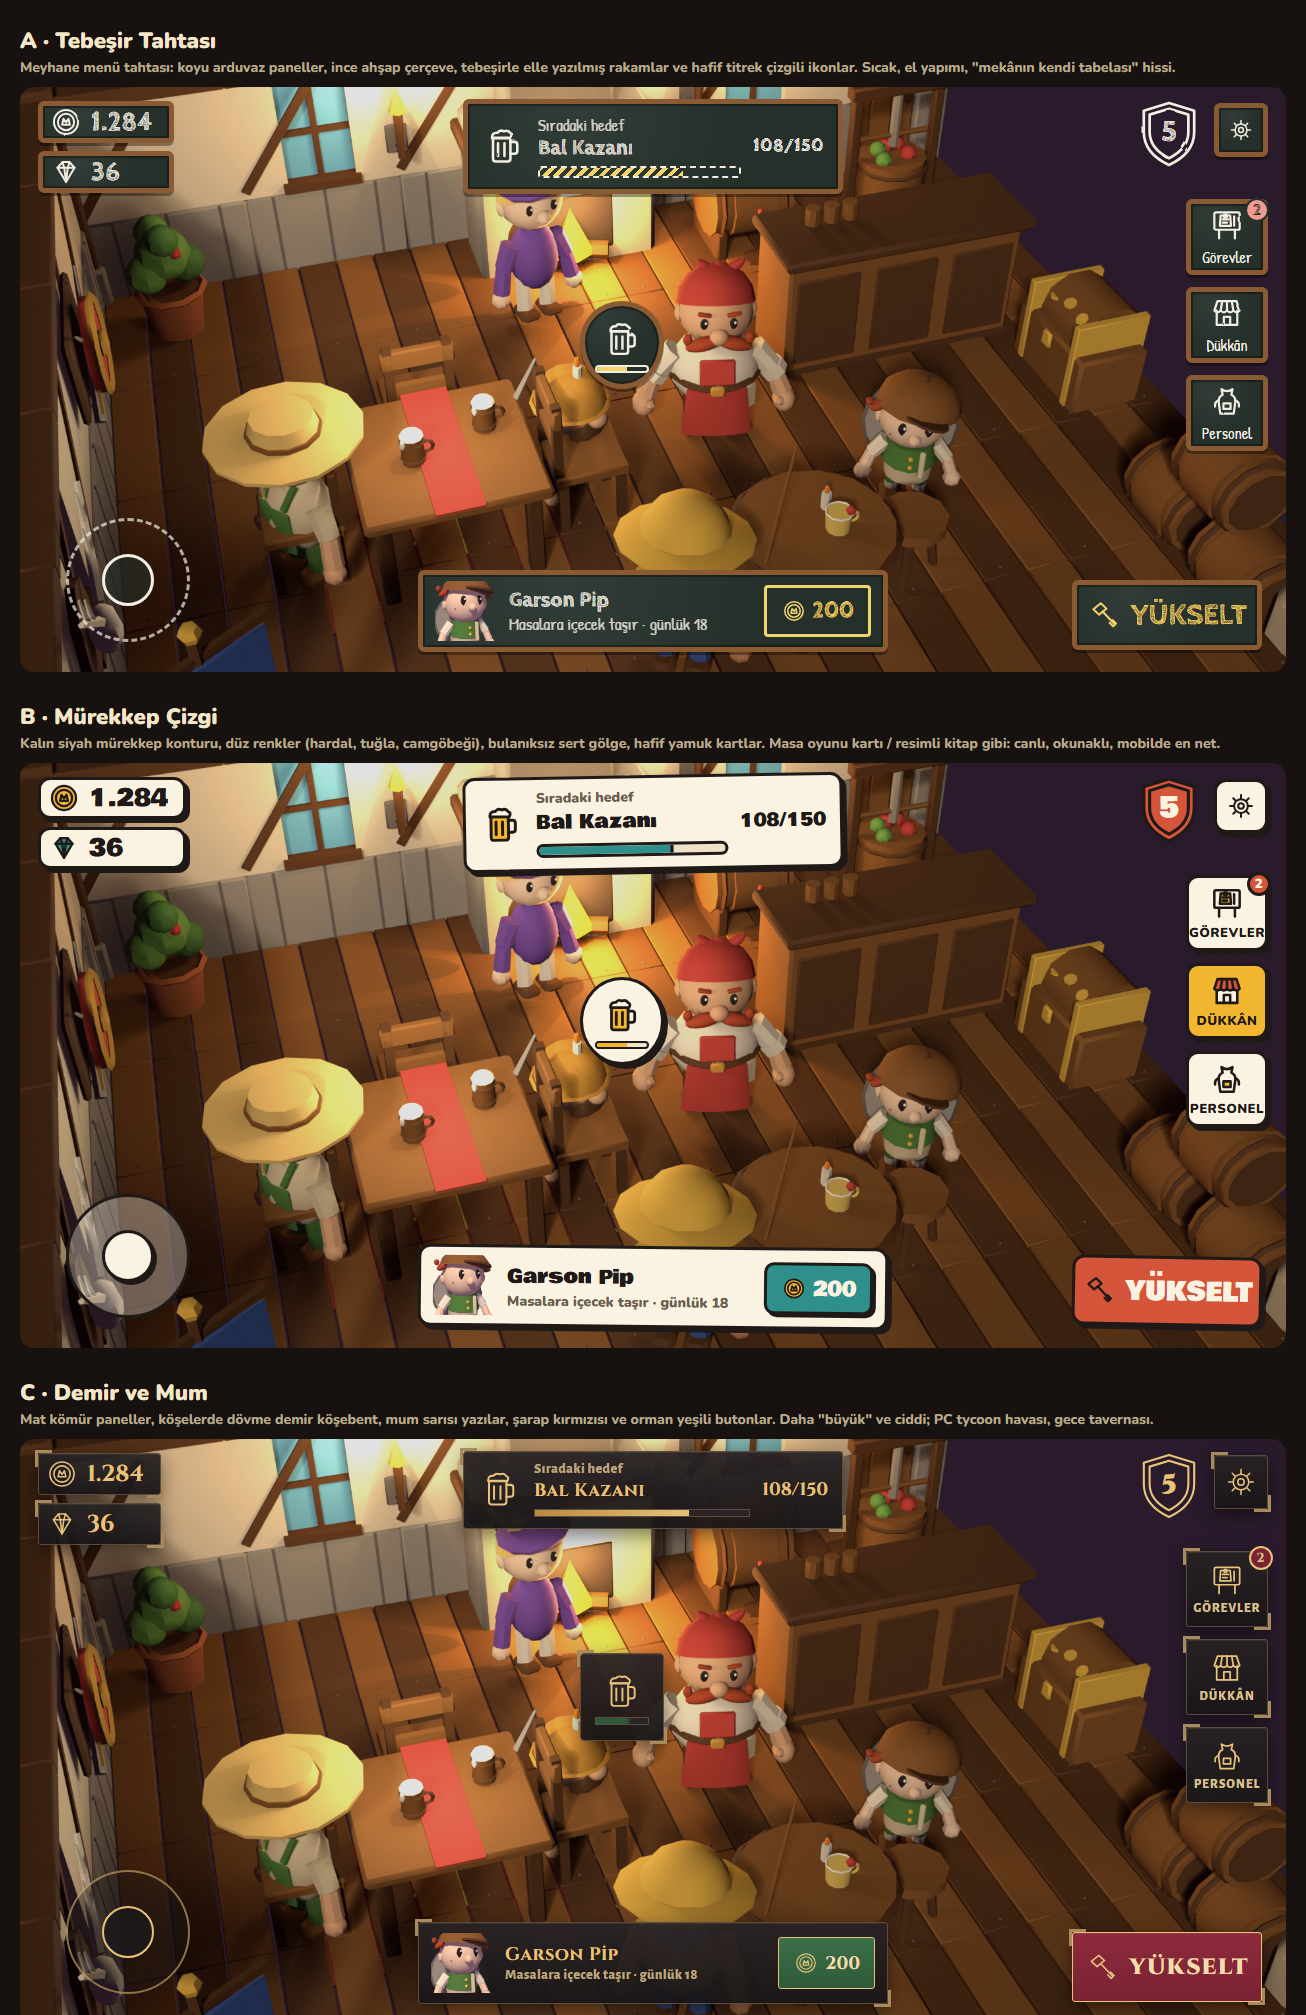 A · Tebeşir Tahtası
Meyhane menü tahtası: koyu arduvaz paneller, ince ahşap çerçeve, tebeşirle elle yazılmış rakamlar ve hafif titrek çizgili ikonlar. Sıcak, el yapımı, "mekânın kendi tabelası" hissi.
1.284
36
Sıradaki hedef
Bal Kazanı
108/150
5
2
Görevler
Dükkân
Personel
Garson Pip
Masalara içecek taşır · günlük 18
200
YÜKSELT
B · Mürekkep Çizgi
Kalın siyah mürekkep konturu, düz renkler (hardal, tuğla, camgöbeği), bulanıksız sert gölge, hafif yamuk kartlar. Masa oyunu kartı / resimli kitap gibi: canlı, okunaklı, mobilde en net.
1.284
36
Sıradaki hedef
Bal Kazanı
108/150
5
2
GÖREVLER
DÜKKÂN
PERSONEL
Garson Pip
Masalara içecek taşır · günlük 18
200
YÜKSELT
C · Demir ve Mum
Mat kömür paneller, köşelerde dövme demir köşebent, mum sarısı yazılar, şarap kırmızısı ve orman yeşili butonlar. Daha "büyük" ve ciddi; PC tycoon havası, gece tavernası.
1.284
36
Sıradaki hedef
BAL KAZANI
108/150
5
2
GÖREVLER
DÜKKÂN
PERSONEL
GARSON PİP
Masalara içecek taşır · günlük 18
200
YÜKSELT